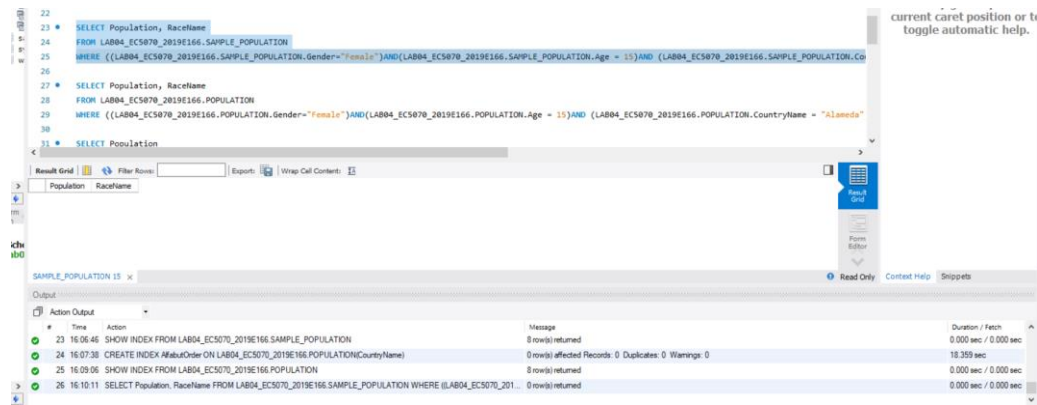 current caret position or to
toggle automatic help.
22
23 SELECT Population, RaceName
24 FROM LAB04_EC5070_2019E166.SAMPLE_POPULATION
25 WHERE ((LAB04_EC5070_2019E166.SAMPLE_POPULATION.Gender="Female")AND(LAB04_EC5070_2019E166.SAMPLE_POPULATION.Age = 15)AND (LAB04_EC5070_2019E166.SAMPLE_POPULATION.Co
26
27 SELECT Population, RaceName
28 FROM LAB04_EC5070_2019E166.POPULATION
29 WHERE ((LAB04_EC5070_2019E166.POPULATION.Gender="Female")AND(LAB04_EC5070_2019E166.POPULATION.Age = 15)AND (LAB04_EC5070_2019E166.POPULATION.CountryName = "Alameda"
30
31 SELECT Population
Result Grid Filter Rows: Export: Wrap Cell Content:
Population RaceName
Result Grid
Form Editor
SAMPLE_POPULATION 15 Read Only Context Help Snippets
Output
Action Output
# Time Action Message Duration / Fetch
23 16:06:46 SHOW INDEX FROM LAB04_EC5070_2019E166.SAMPLE_POPULATION 8 row(s) returned 0.000 sec / 0.000 sec
24 16:07:38 CREATE INDEX AlfabutOrder ON LAB04_EC5070_2019E166.POPULATION(CountryName) 0 row(s) affected Records: 0 Duplicates: 0 Warnings: 0 18.359 sec
25 16:09:06 SHOW INDEX FROM LAB04_EC5070_2019E166.POPULATION 8 row(s) returned 0.000 sec / 0.000 sec
26 16:10:11 SELECT Population, RaceName FROM LAB04_EC5070_2019E166.SAMPLE_POPULATION WHERE ((LAB04_EC5070_201... 0 row(s) returned 0.000 sec / 0.000 sec